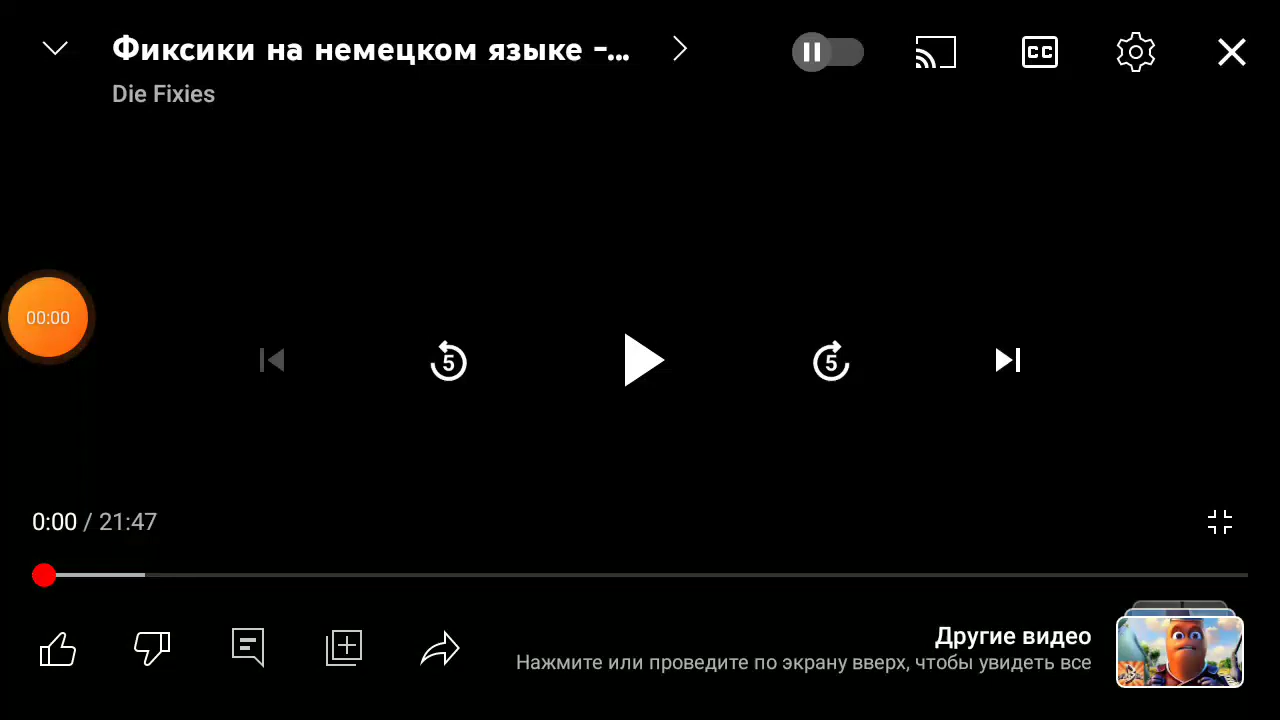 Фиксики на немецком языке -...
Die Fixies
CC
00:00
5
5
0:00 / 21:47
Другие видео
Нажмите или проведите по экрану вверх, чтобы увидеть все